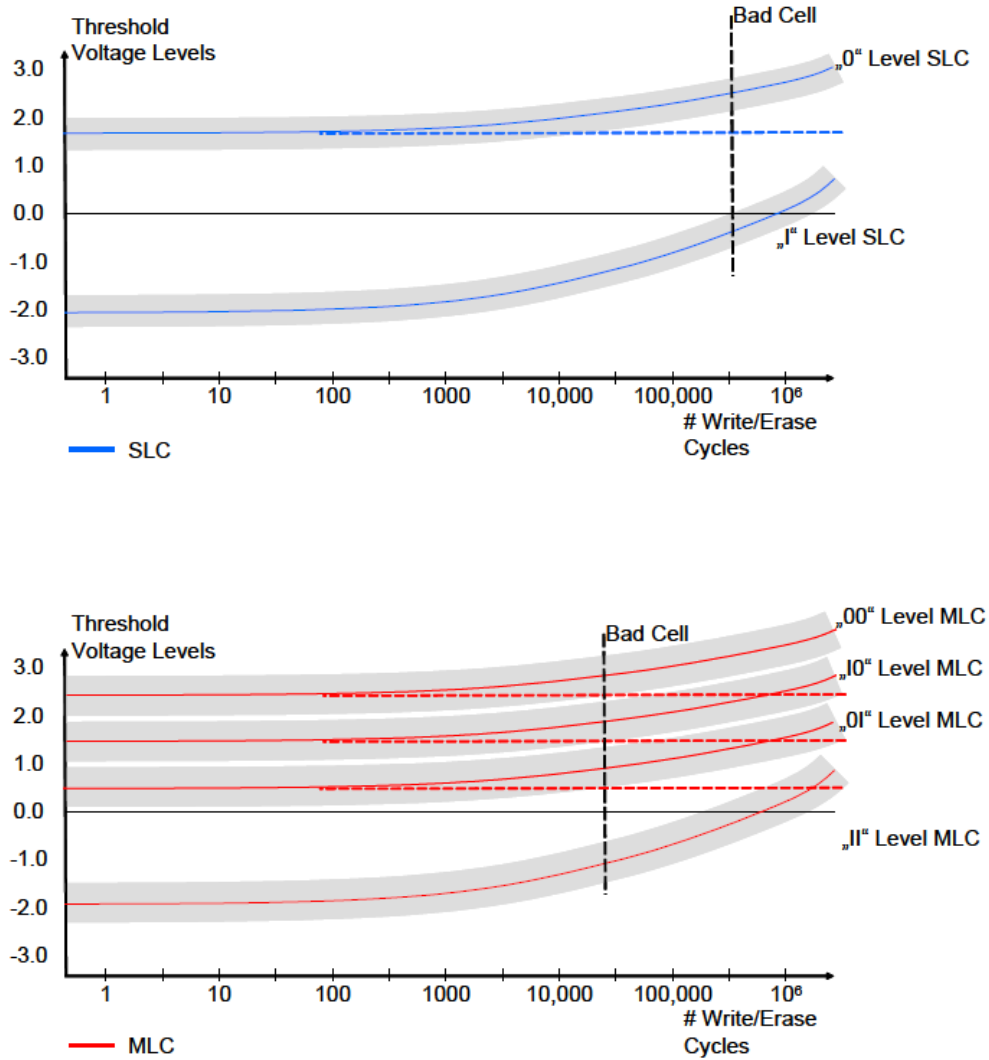 Threshold
Voltage Levels
Bad Cell
3.0
2.0
1.0
0.0
-1.0
-2.0
-3.0
„0“ Level SLC
„I“ Level SLC
1
10
100
1000
10,000
100,000
10⁶
# Write/Erase
Cycles
SLC
Threshold
Voltage Levels
Bad Cell
3.0
2.0
1.0
0.0
-1.0
-2.0
-3.0
„00“ Level MLC
„I0“ Level MLC
„0I“ Level MLC
„II“ Level MLC
1
10
100
1000
10,000
100,000
10⁶
# Write/Erase
Cycles
MLC